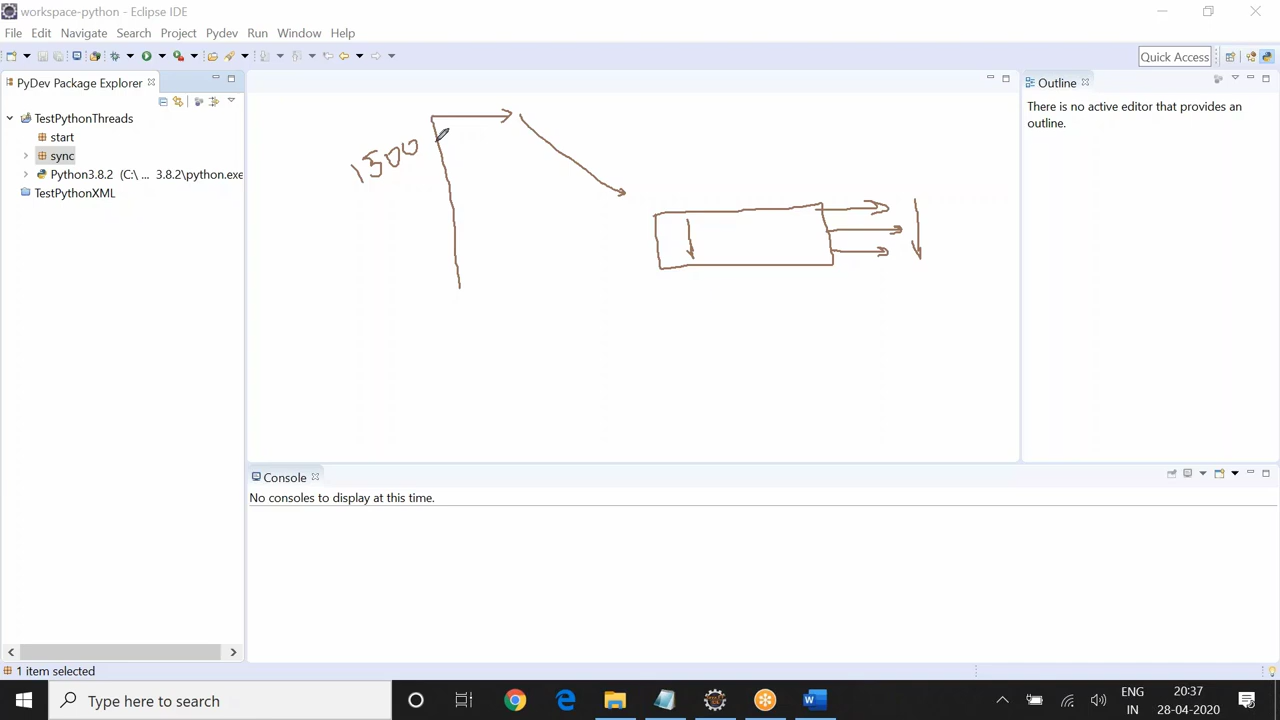 workspace-python - Eclipse IDE
File Edit Navigate Search Project Pydev Run Window Help
Quick Access
PyDev Package Explorer
TestPythonThreads
start
sync
Python3.8.2 (C:\ ... 3.8.2\python.exe
TestPythonXML
1500
Outline
There is no active editor that provides an
outline.
Console
No consoles to display at this time.
1 item selected
Type here to search
W
ENG
IN
20:37
28-04-2020